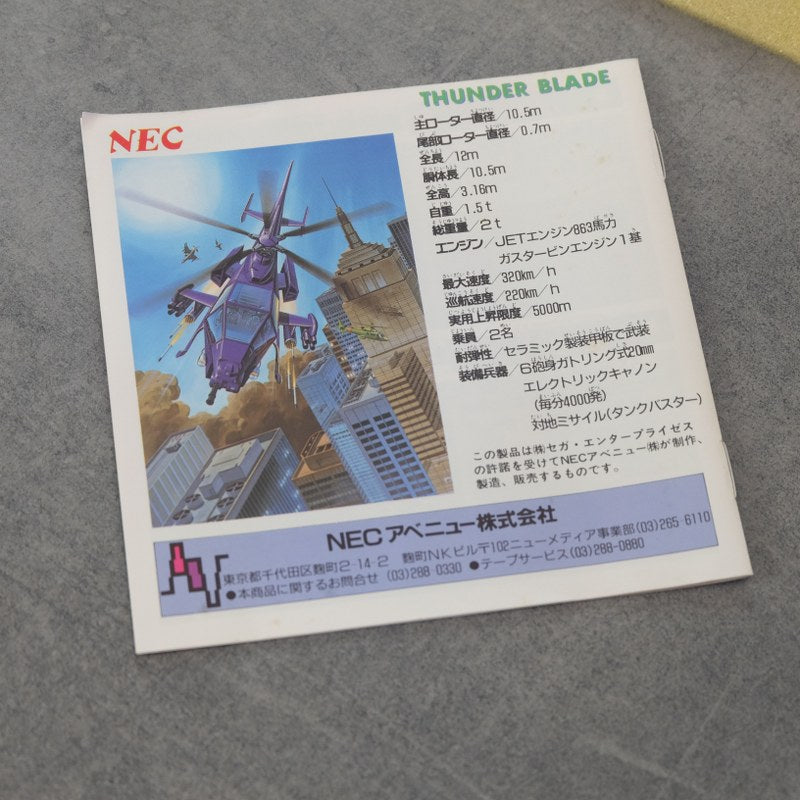 NEC
THUNDER BLADE
主ローター直径/10.5m
尾部ローター直径/0.7m
全長/12m
胴体長/10.5m
全高/3.16m
自重/1.5t
総重量/2t
エンジン/JETエンジン863馬力
ガスタービンエンジン1基
最大速度/320km/h
巡航速度/220km/h
実用上昇限度/5000m
乗員/2名
耐弾性/セラミック製装甲板で武装
装備兵器/6砲身ガトリング式20mm
エレクトリックキャノン
(毎分4000発)
対地ミサイル(タンクバスター)
この製品は㈱セガ・エンタープライゼス
の許諾を受けてNECアベニュー㈱が制作、
製造、販売するものです。
NECアベニュー株式会社
東京都千代田区麹町2-14-2 麹町NKビル〒102ニューメディア事業部(03)265-6110
●本商品に関するお問合せ (03)288-0330 ●テープサービス(03)288-0880